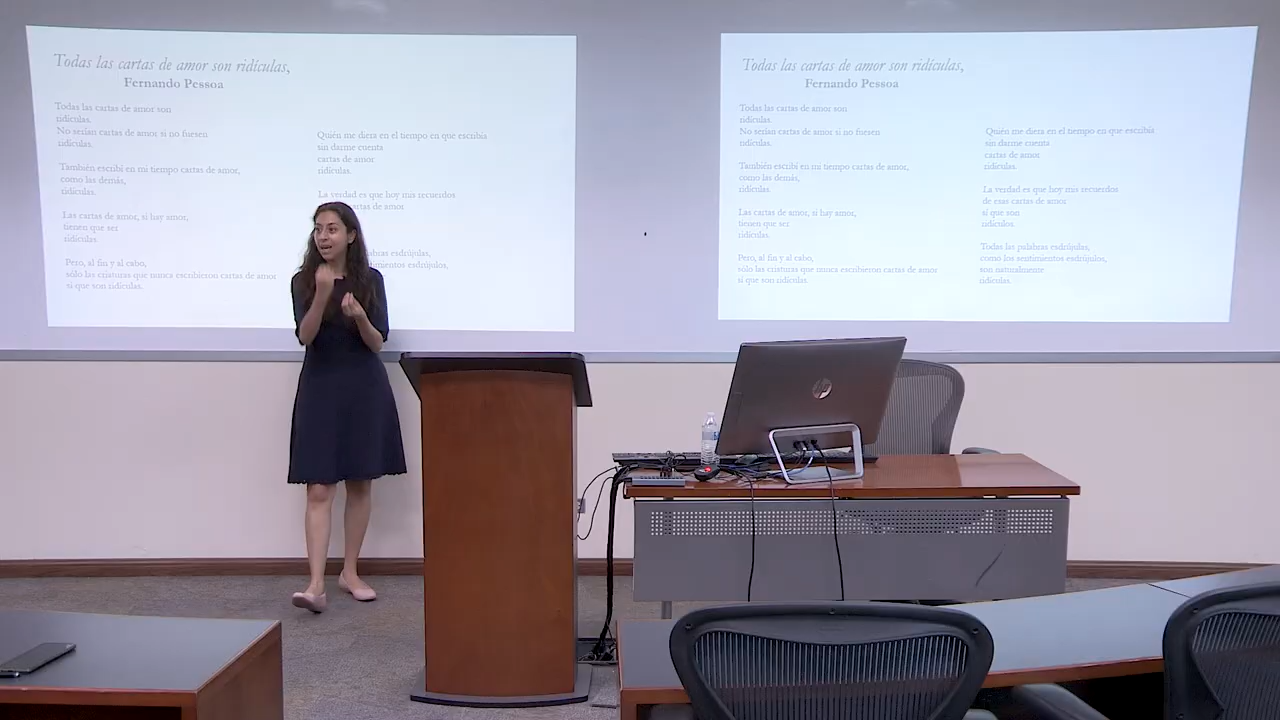 Todas las cartas de amor son ridículas,
Fernando Pessoa
Todas las cartas de amor son
ridículas.
No serían cartas de amor si no fuesen
ridículas.
También escribí en mi tiempo cartas de amor,
como las demás,
ridículas.
Las cartas de amor, si hay amor,
tienen que ser
ridículas.
Pero, al fin y al cabo,
sólo las criaturas que nunca escribieron cartas de amor
sí que son ridículas.
Quién me diera en el tiempo en que escribía
sin darme cuenta
cartas de amor
ridículas.
La verdad es que hoy mis recuerdos
artas de amor
abras esdrújulas,
timientos esdrújulos,
Todas las cartas de amor son ridículas,
Fernando Pessoa
Todas las cartas de amor son
ridículas.
No serían cartas de amor si no fuesen
ridículas.
También escribí en mi tiempo cartas de amor,
como las demás,
ridículas.
Las cartas de amor, si hay amor,
tienen que ser
ridículas.
Pero, al fin y al cabo,
sólo las criaturas que nunca escribieron cartas de amor
sí que son ridículas.
Quién me diera en el tiempo en que escribía
sin darme cuenta
cartas de amor
ridículas.
La verdad es que hoy mis recuerdos
de esas cartas de amor
sí que son
ridículos.
Todas las palabras esdrújulas,
como los sentimientos esdrújulos,
son naturalmente
ridículas.
hp